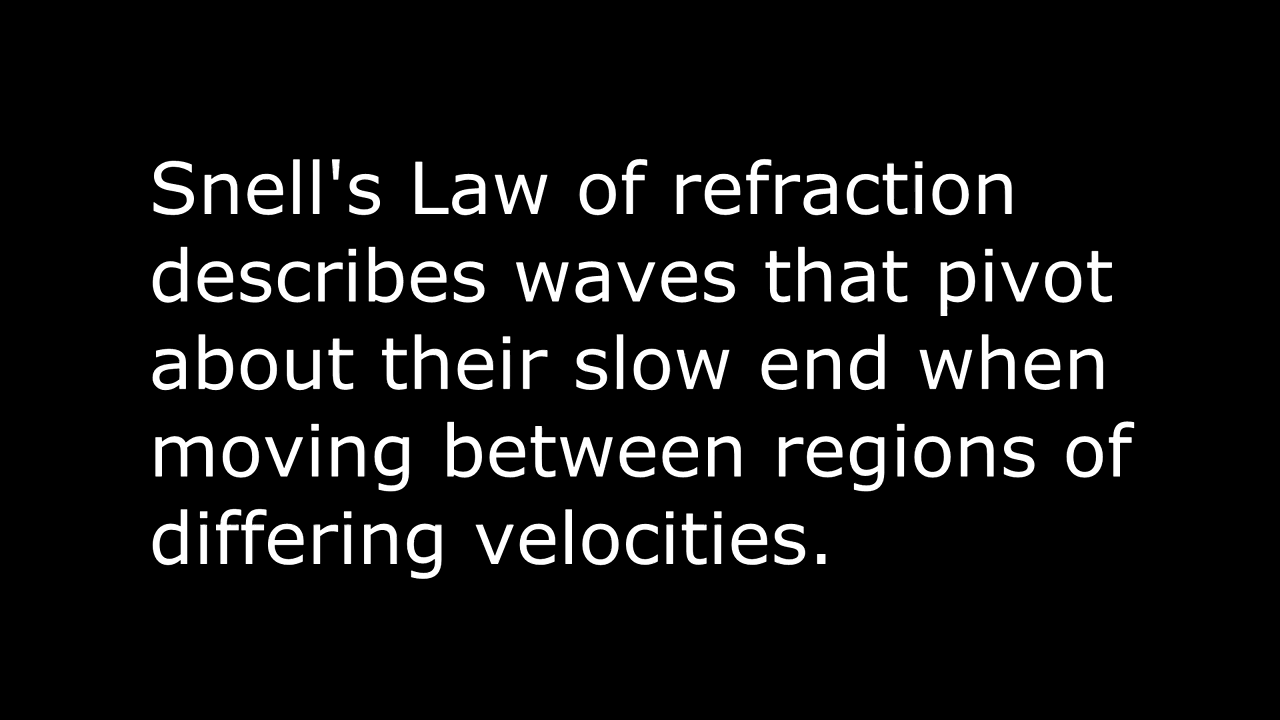 Snell's Law of refraction
describes waves that pivot
about their slow end when
moving between regions of
differing velocities.